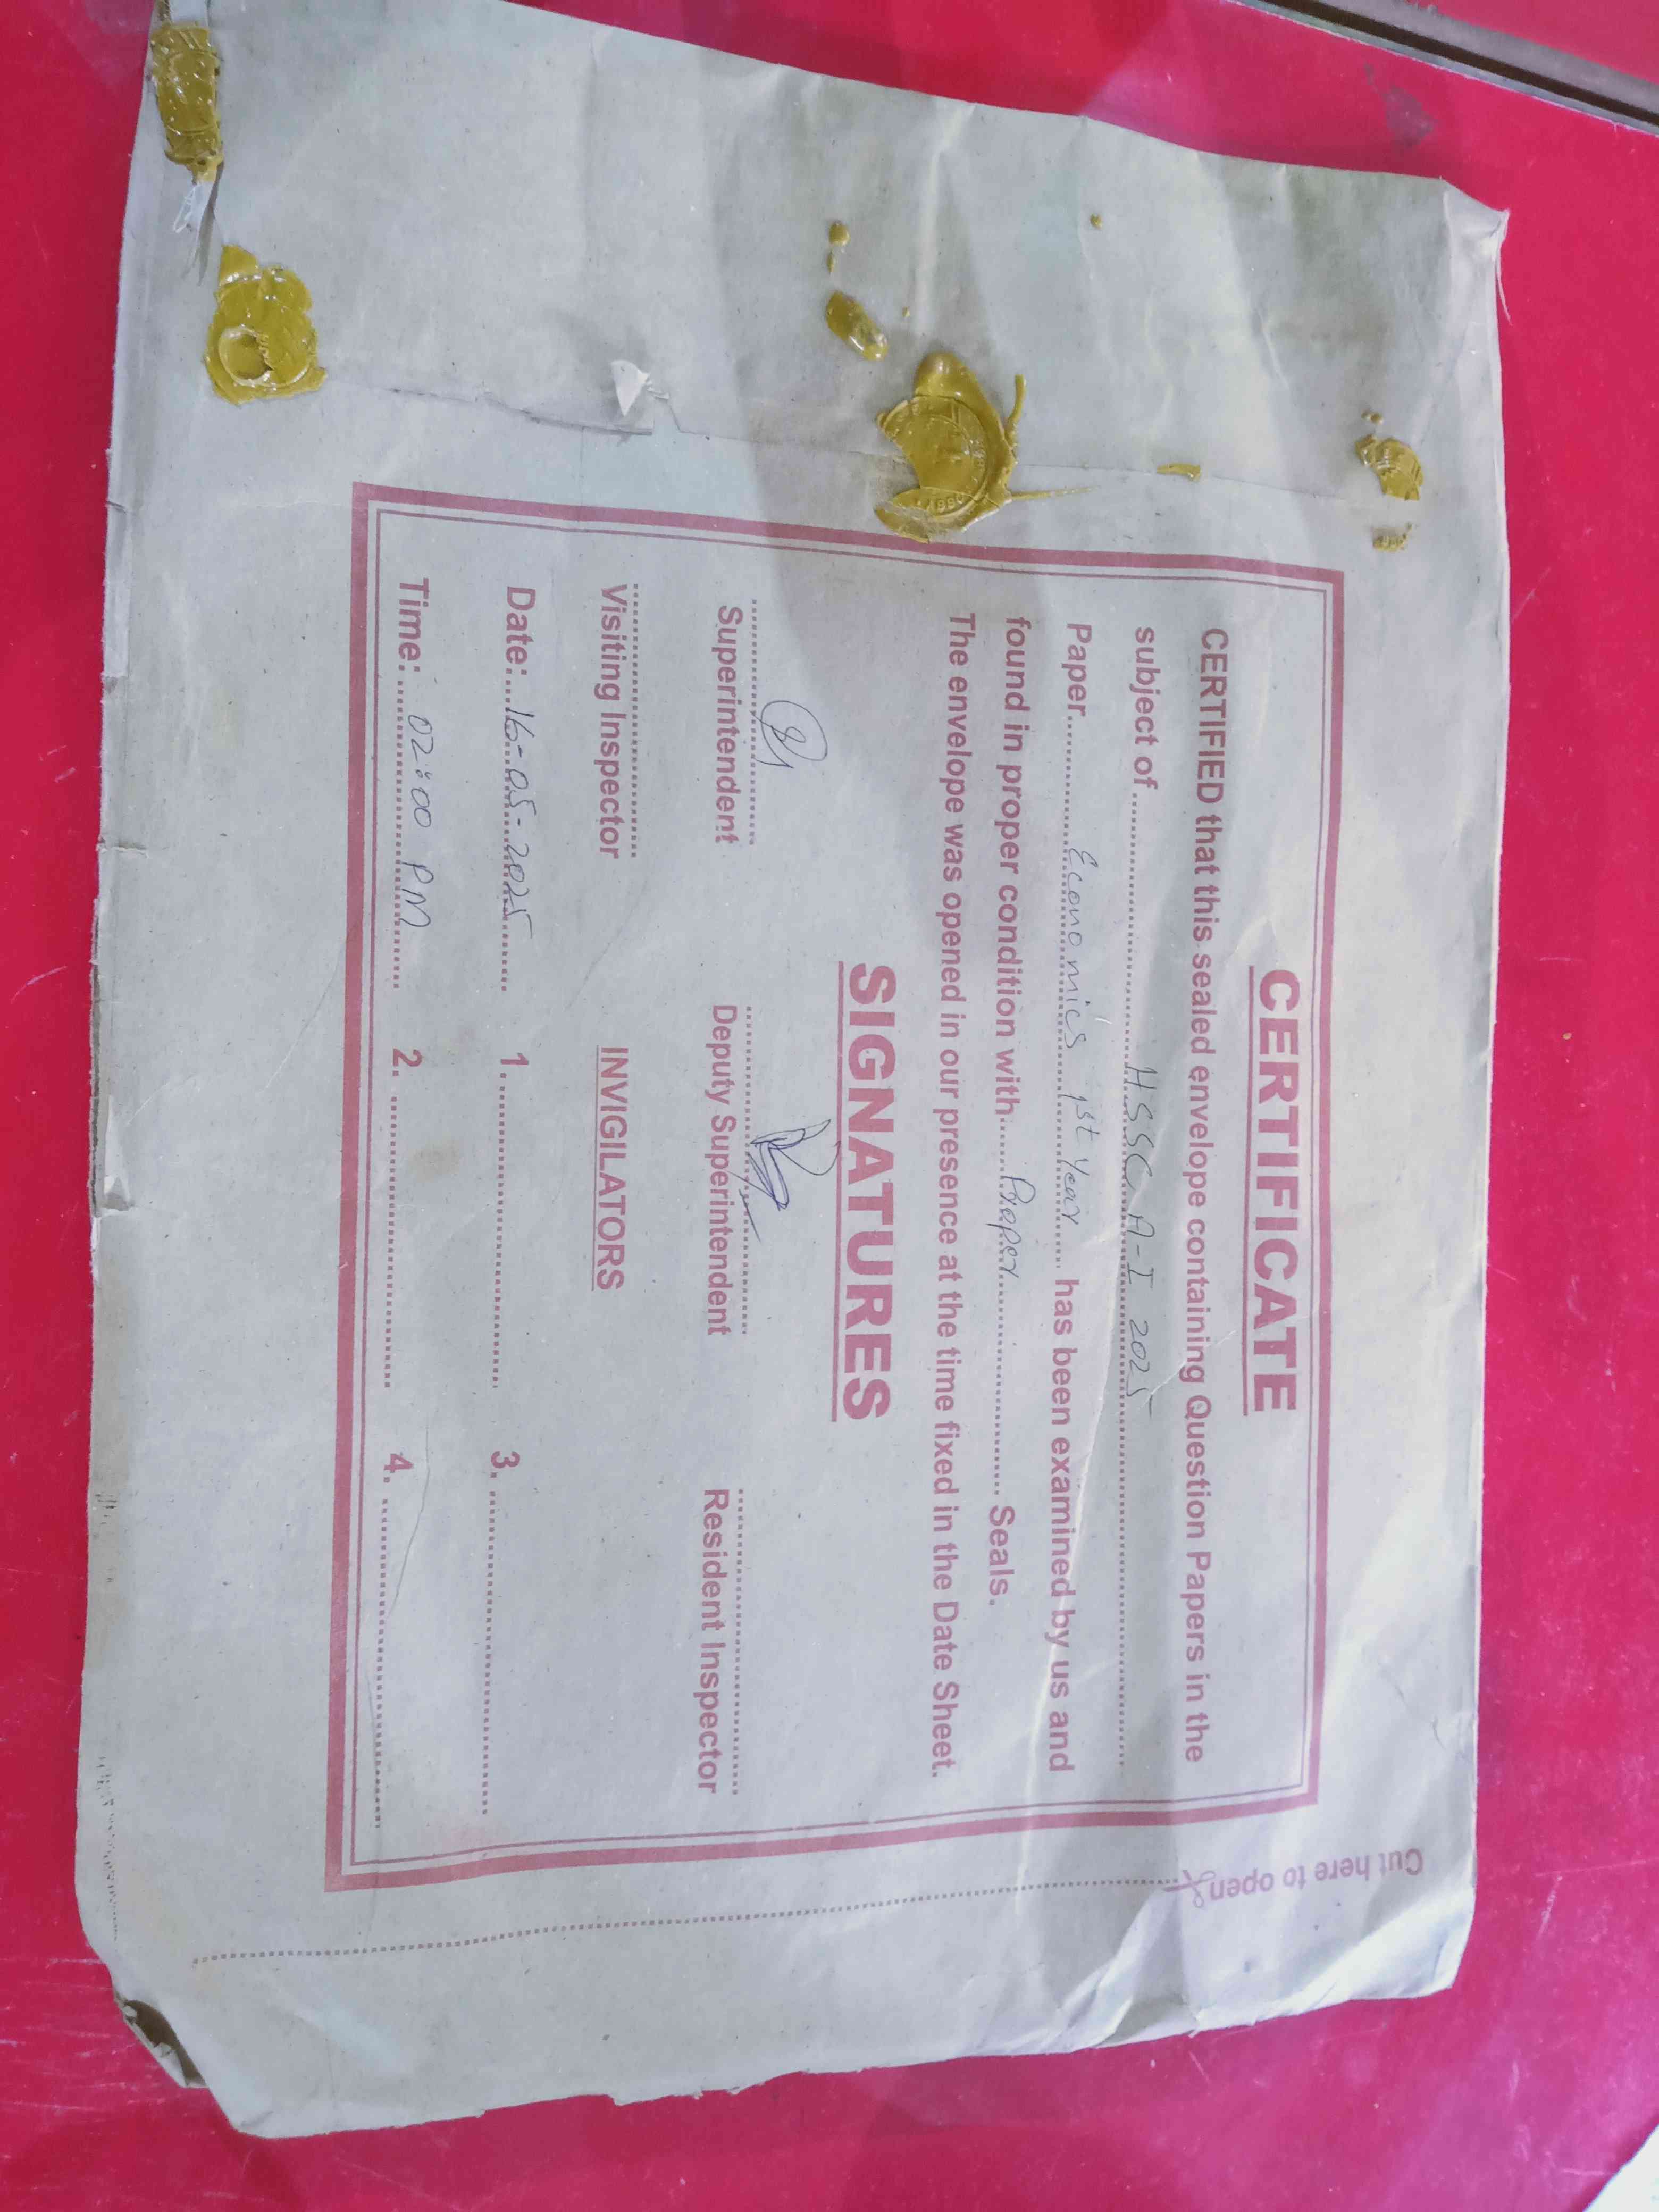 CERTIFICATE
CERTIFIED that this sealed envelope containing Question Papers in the
subject of ........ HSSC A-I 2025 ........
Paper ........ Economics 1st Year ........ has been examined by us and
found in proper condition with ........ Proper ........ Seals.
The envelope was opened in our presence at the time fixed in the Date Sheet.
SIGNATURES
Superintendent Deputy Superintendent Resident Inspector
Visiting Inspector INVIGILATORS
Date: 16-05-2025 1. ........ 3. ........
Time: 02:00 PM 2. ........ 4. ........
Cut here to open